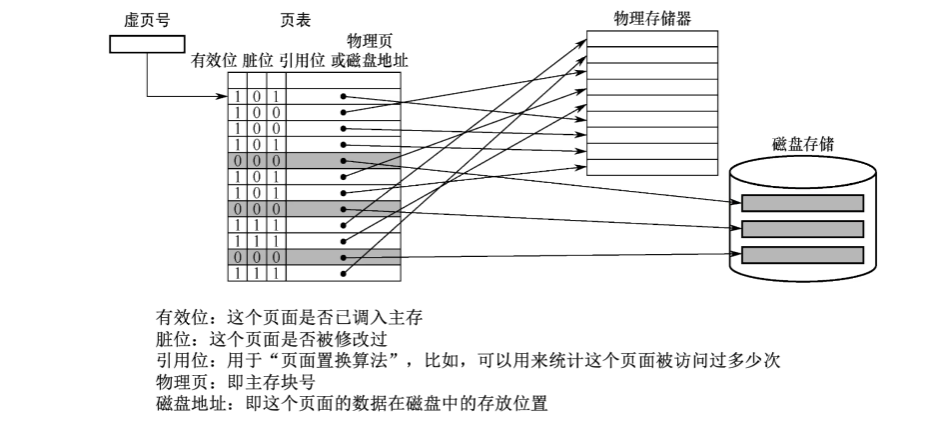 虚页号
页表
物理存储器
物理页
有效位 脏位 引用位 或磁盘地址
磁盘存储
1 0 1
1 0 0
1 0 0
1 0 1
0 0 0
1 0 1
1 0 1
0 0 0
1 1 1
1 1 1
0 0 0
1 1 1
有效位：这个页面是否已调入主存
脏位：这个页面是否被修改过
引用位：用于“页面置换算法”，比如，可以用来统计这个页面被访问过多少次
物理页：即主存块号
磁盘地址：即这个页面的数据在磁盘中的存放位置